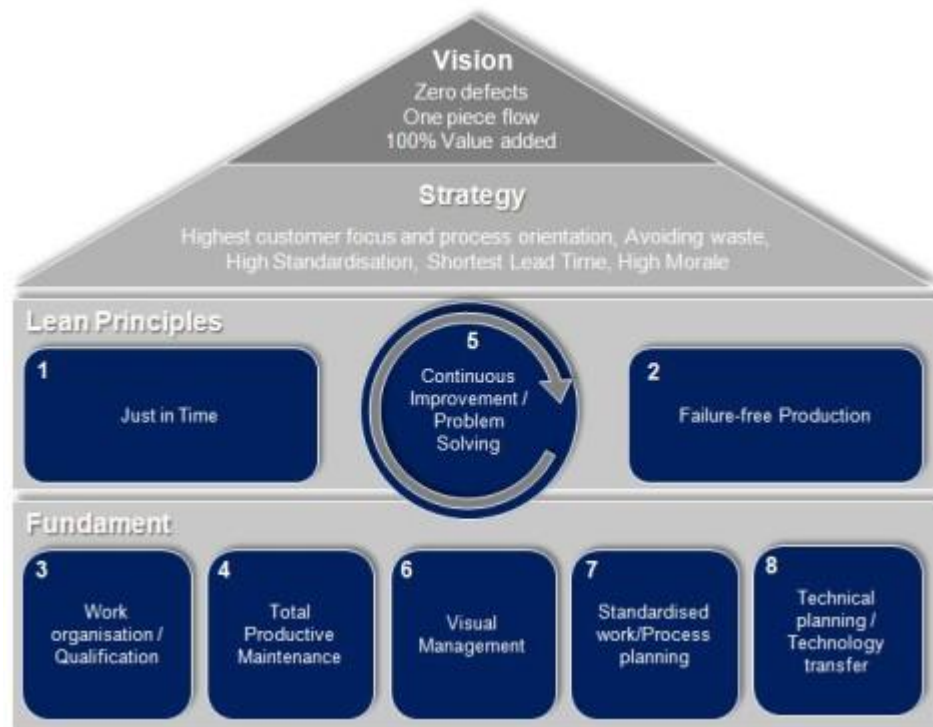 Vision
Zero defects
One piece flow
100% Value added
Strategy
Highest customer focus and process orientation, Avoiding waste,
High Standardisation, Shortest Lead Time, High Morale
Lean Principles
1
Just in Time
5
Continuous
Improvement /
Problem
Solving
2
Failure-free Production
Fundament
3
Work
organisation /
Qualification
4
Total
Productive
Maintenance
6
Visual
Management
7
Standardised
work/Process
planning
8
Technical
planning /
Technology
transfer